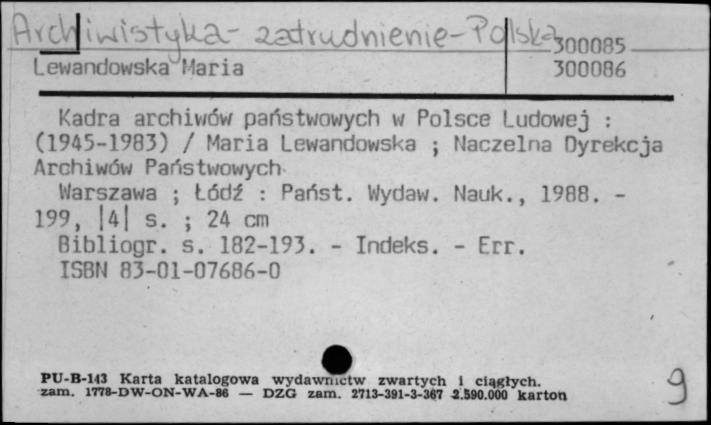 Archiwistyka - zatrudnienie - Polska
300085
Lewandowska Maria 300086
Kadra archiwów państwowych w Polsce Ludowej :
(1945-1983) / Maria Lewandowska ; Naczelna Dyrekcja
Archiwów Państwowych.
Warszawa ; Łódź : Państ. Wydaw. Nauk., 1988. -
199, |4| s. ; 24 cm
Bibliogr. s. 182-193. - Indeks. - Err.
ISBN 83-01-07686-0
PU-B-143 Karta katalogowa wydawnictw zwartych i ciągłych.
zam. 1778-DW-ON-WA-86 — DZG zam. 2713-391-3-367 2.590.000 karton
9